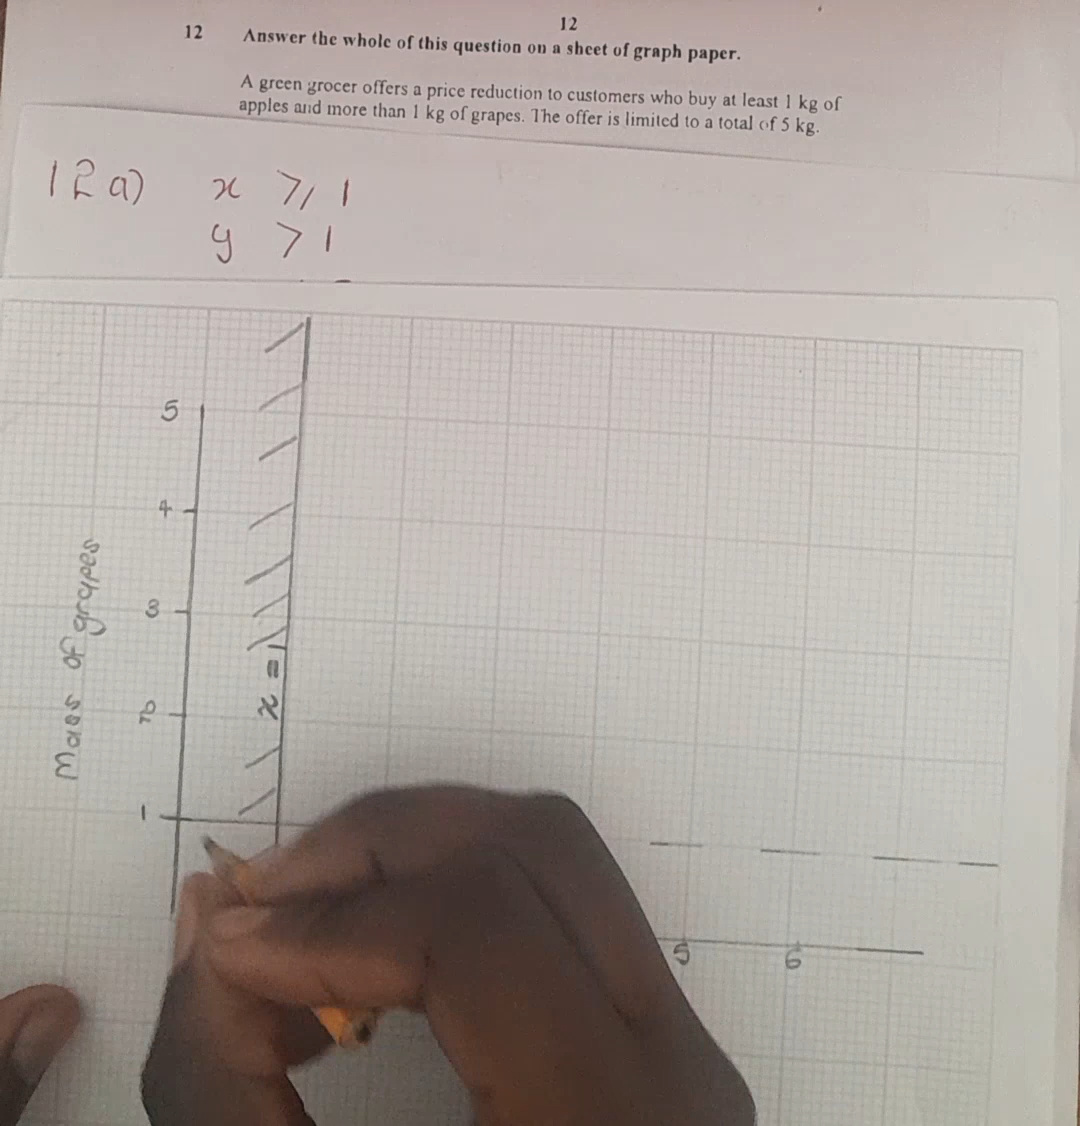 12
12 Answer the whole of this question on a sheet of graph paper.
A green grocer offers a price reduction to customers who buy at least 1 kg of
apples and more than 1 kg of grapes. The offer is limited to a total of 5 kg.
12 a) x ⩾ 1
y > 1
5
4
3
2
1
Mass of grapes
x = 1
5 6